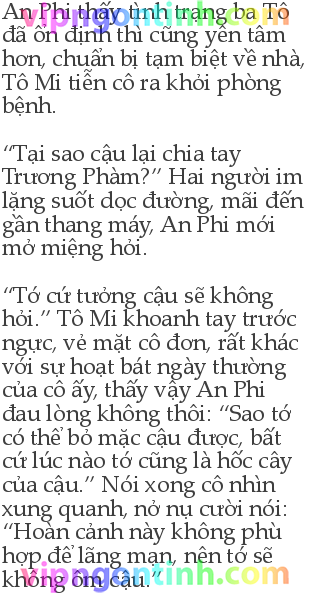 An Phi thấy tình trạng ba Tô
vipngontinh.com
đã ổn định thì cũng yên tâm
hơn, chuẩn bị tạm biệt về nhà,
Tô Mi tiễn cô ra khỏi phòng
bệnh.
“Tại sao cậu lại chia tay
Trương Phàm?” Hai người im
lặng suốt dọc đường, mãi đến
gần thang máy, An Phi mới
mở miệng hỏi.
“Tớ cứ tưởng cậu sẽ không
hỏi.” Tô Mi khoanh tay trước
ngực, vẻ mặt cô đơn, rất khác
với sự hoạt bát ngày thường
của cô ấy, thấy vậy An Phi
đau lòng không thôi: “Sao tớ
có thể bỏ mặc cậu được, bất
cứ lúc nào tớ cũng là hốc cây
của cậu.” Nói xong cô nhìn
xung quanh, nở nụ cười nói:
“Hoàn cảnh này không phù
hợp để lãng mạn, nên tớ sẽ
không ôm cậu.”
vipngontinh.com